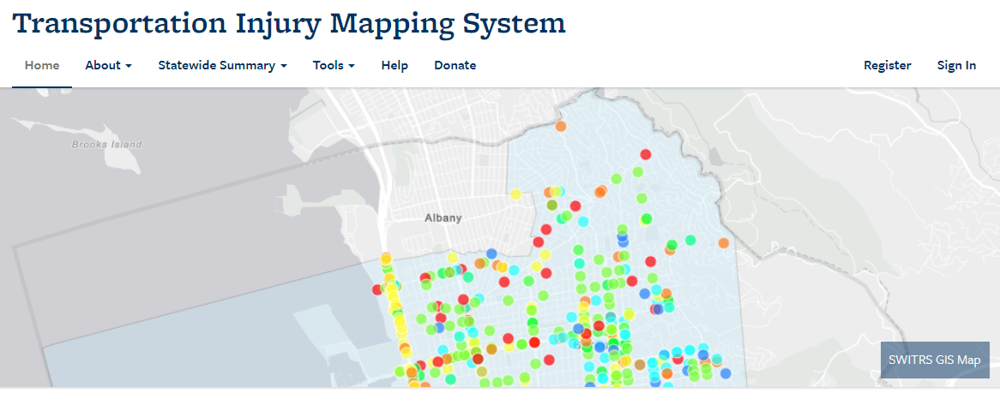 Transportation Injury Mapping System
Home About Statewide Summary Tools Help Donate Register Sign In
Brooks Island
Albany
SWITRS GIS Map